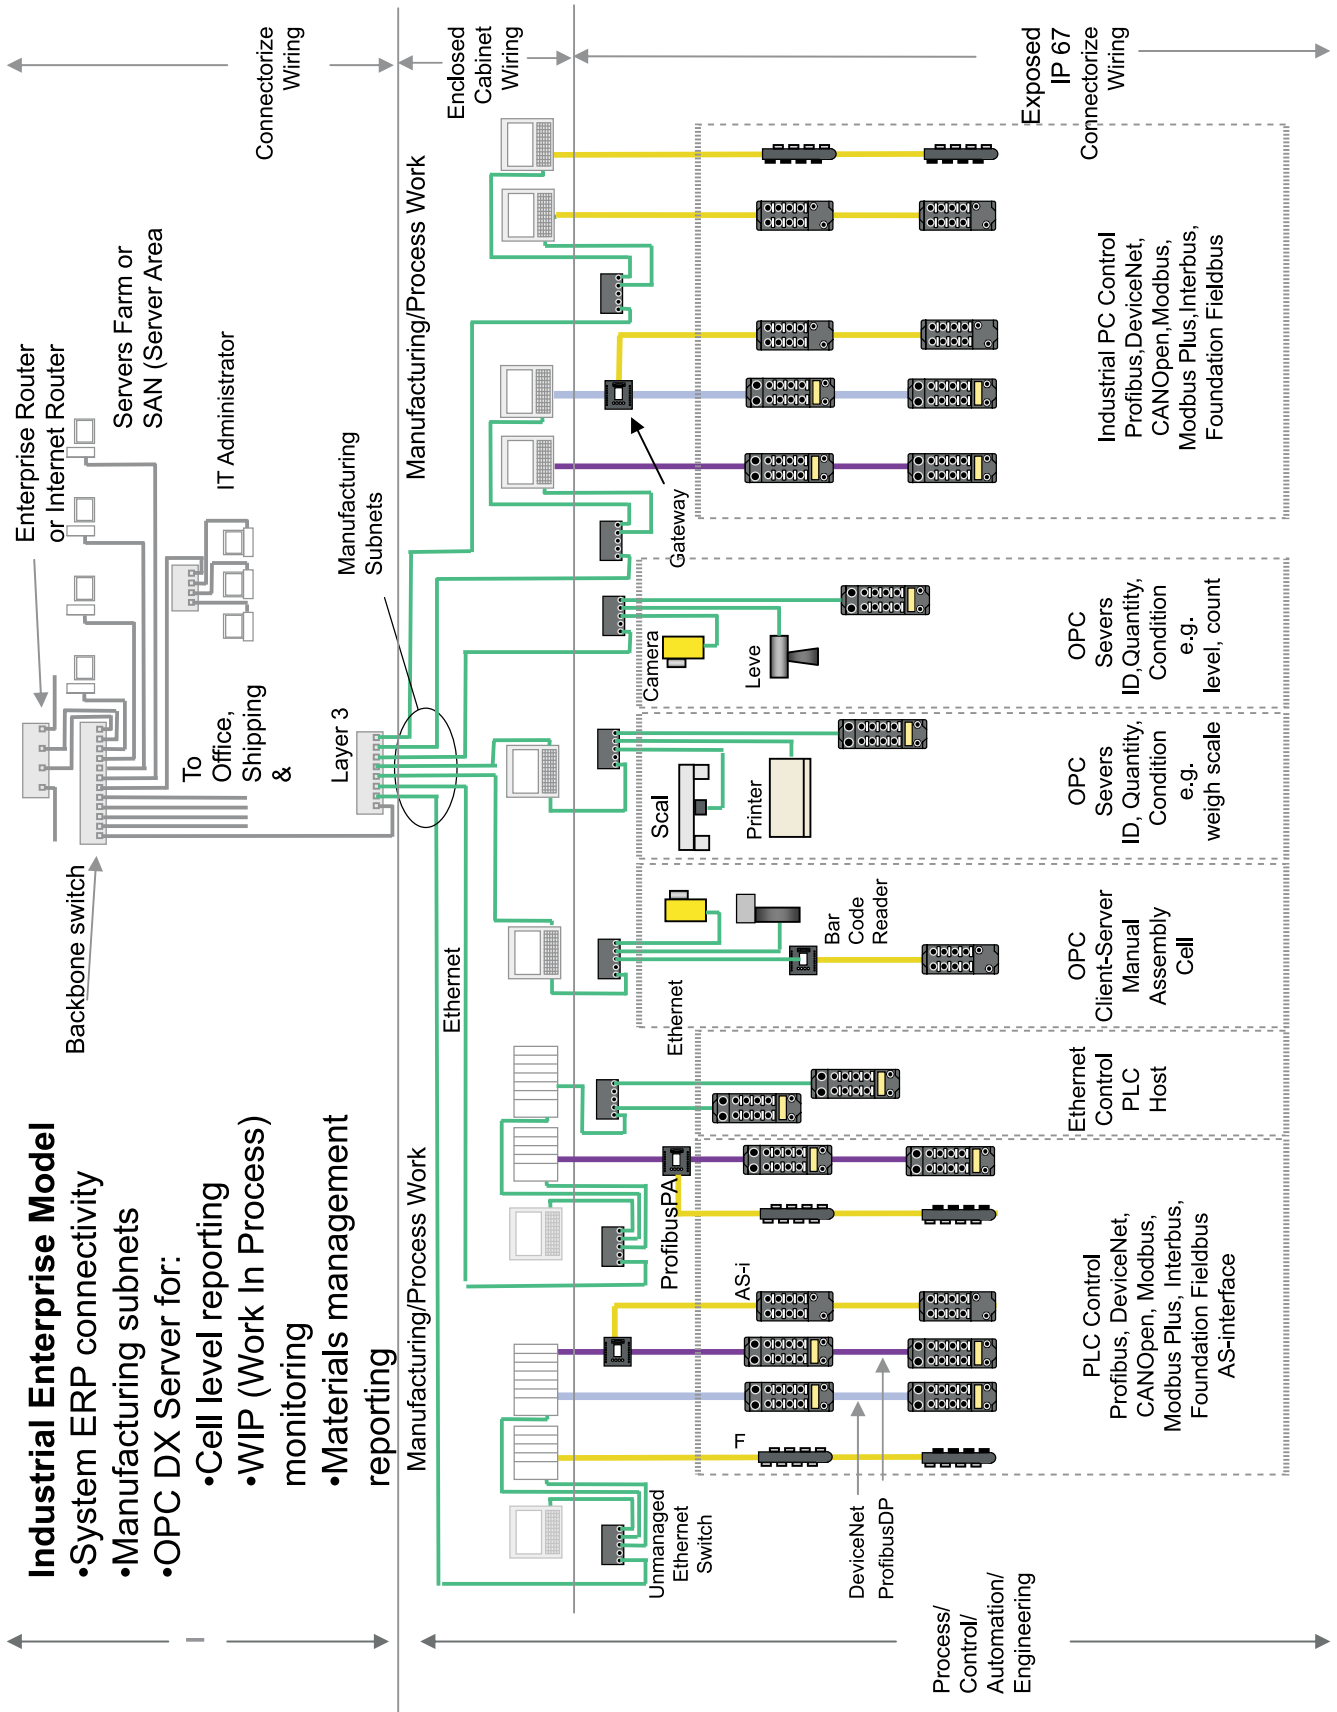 Industrial Enterprise Model
•System ERP connectivity
•Manufacturing subnets
•OPC DX Server for:
•Cell level reporting
•WIP (Work In Process)
monitoring
•Materials management
reporting
Backbone switch
Enterprise Router
or Internet Router
Servers Farm or
SAN (Server Area
IT Administrator
To
Office,
Shipping
&
Layer 3
Manufacturing
Subnets
Connectorize
Wiring
Manufacturing/Process Work
Ethernet
Manufacturing/Process Work
Enclosed
Cabinet
Wiring
Unmanaged
Ethernet
Switch
F
AS-i
ProfibusPA
Ethernet
Bar
Code
Reader
Scal
Printer
Camera
Leve
Gateway
DeviceNet
ProfibusDP
Exposed
IP 67
Connectorize
Wiring
Process/
Control/
Automation/
Engineering
PLC Control
Profibus, DeviceNet,
CANOpen, Modbus,
Modbus Plus, Interbus,
Foundation Fieldbus
AS-interface
Ethernet
Control
PLC
Host
OPC
Client-Server
Manual
Assembly
Cell
OPC
Severs
ID, Quantity,
Condition
e.g.
weigh scale
OPC
Severs
ID,Quantity,
Condition
e.g.
level, count
Industrial PC Control
Profibus,DeviceNet,
CANOpen,Modbus,
Modbus Plus,Interbus,
Foundation Fieldbus